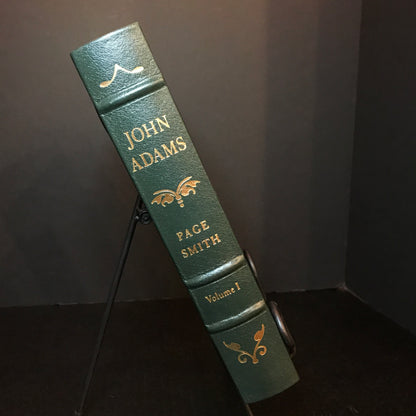 JOHN
ADAMS
PAGE
SMITH
Volume I